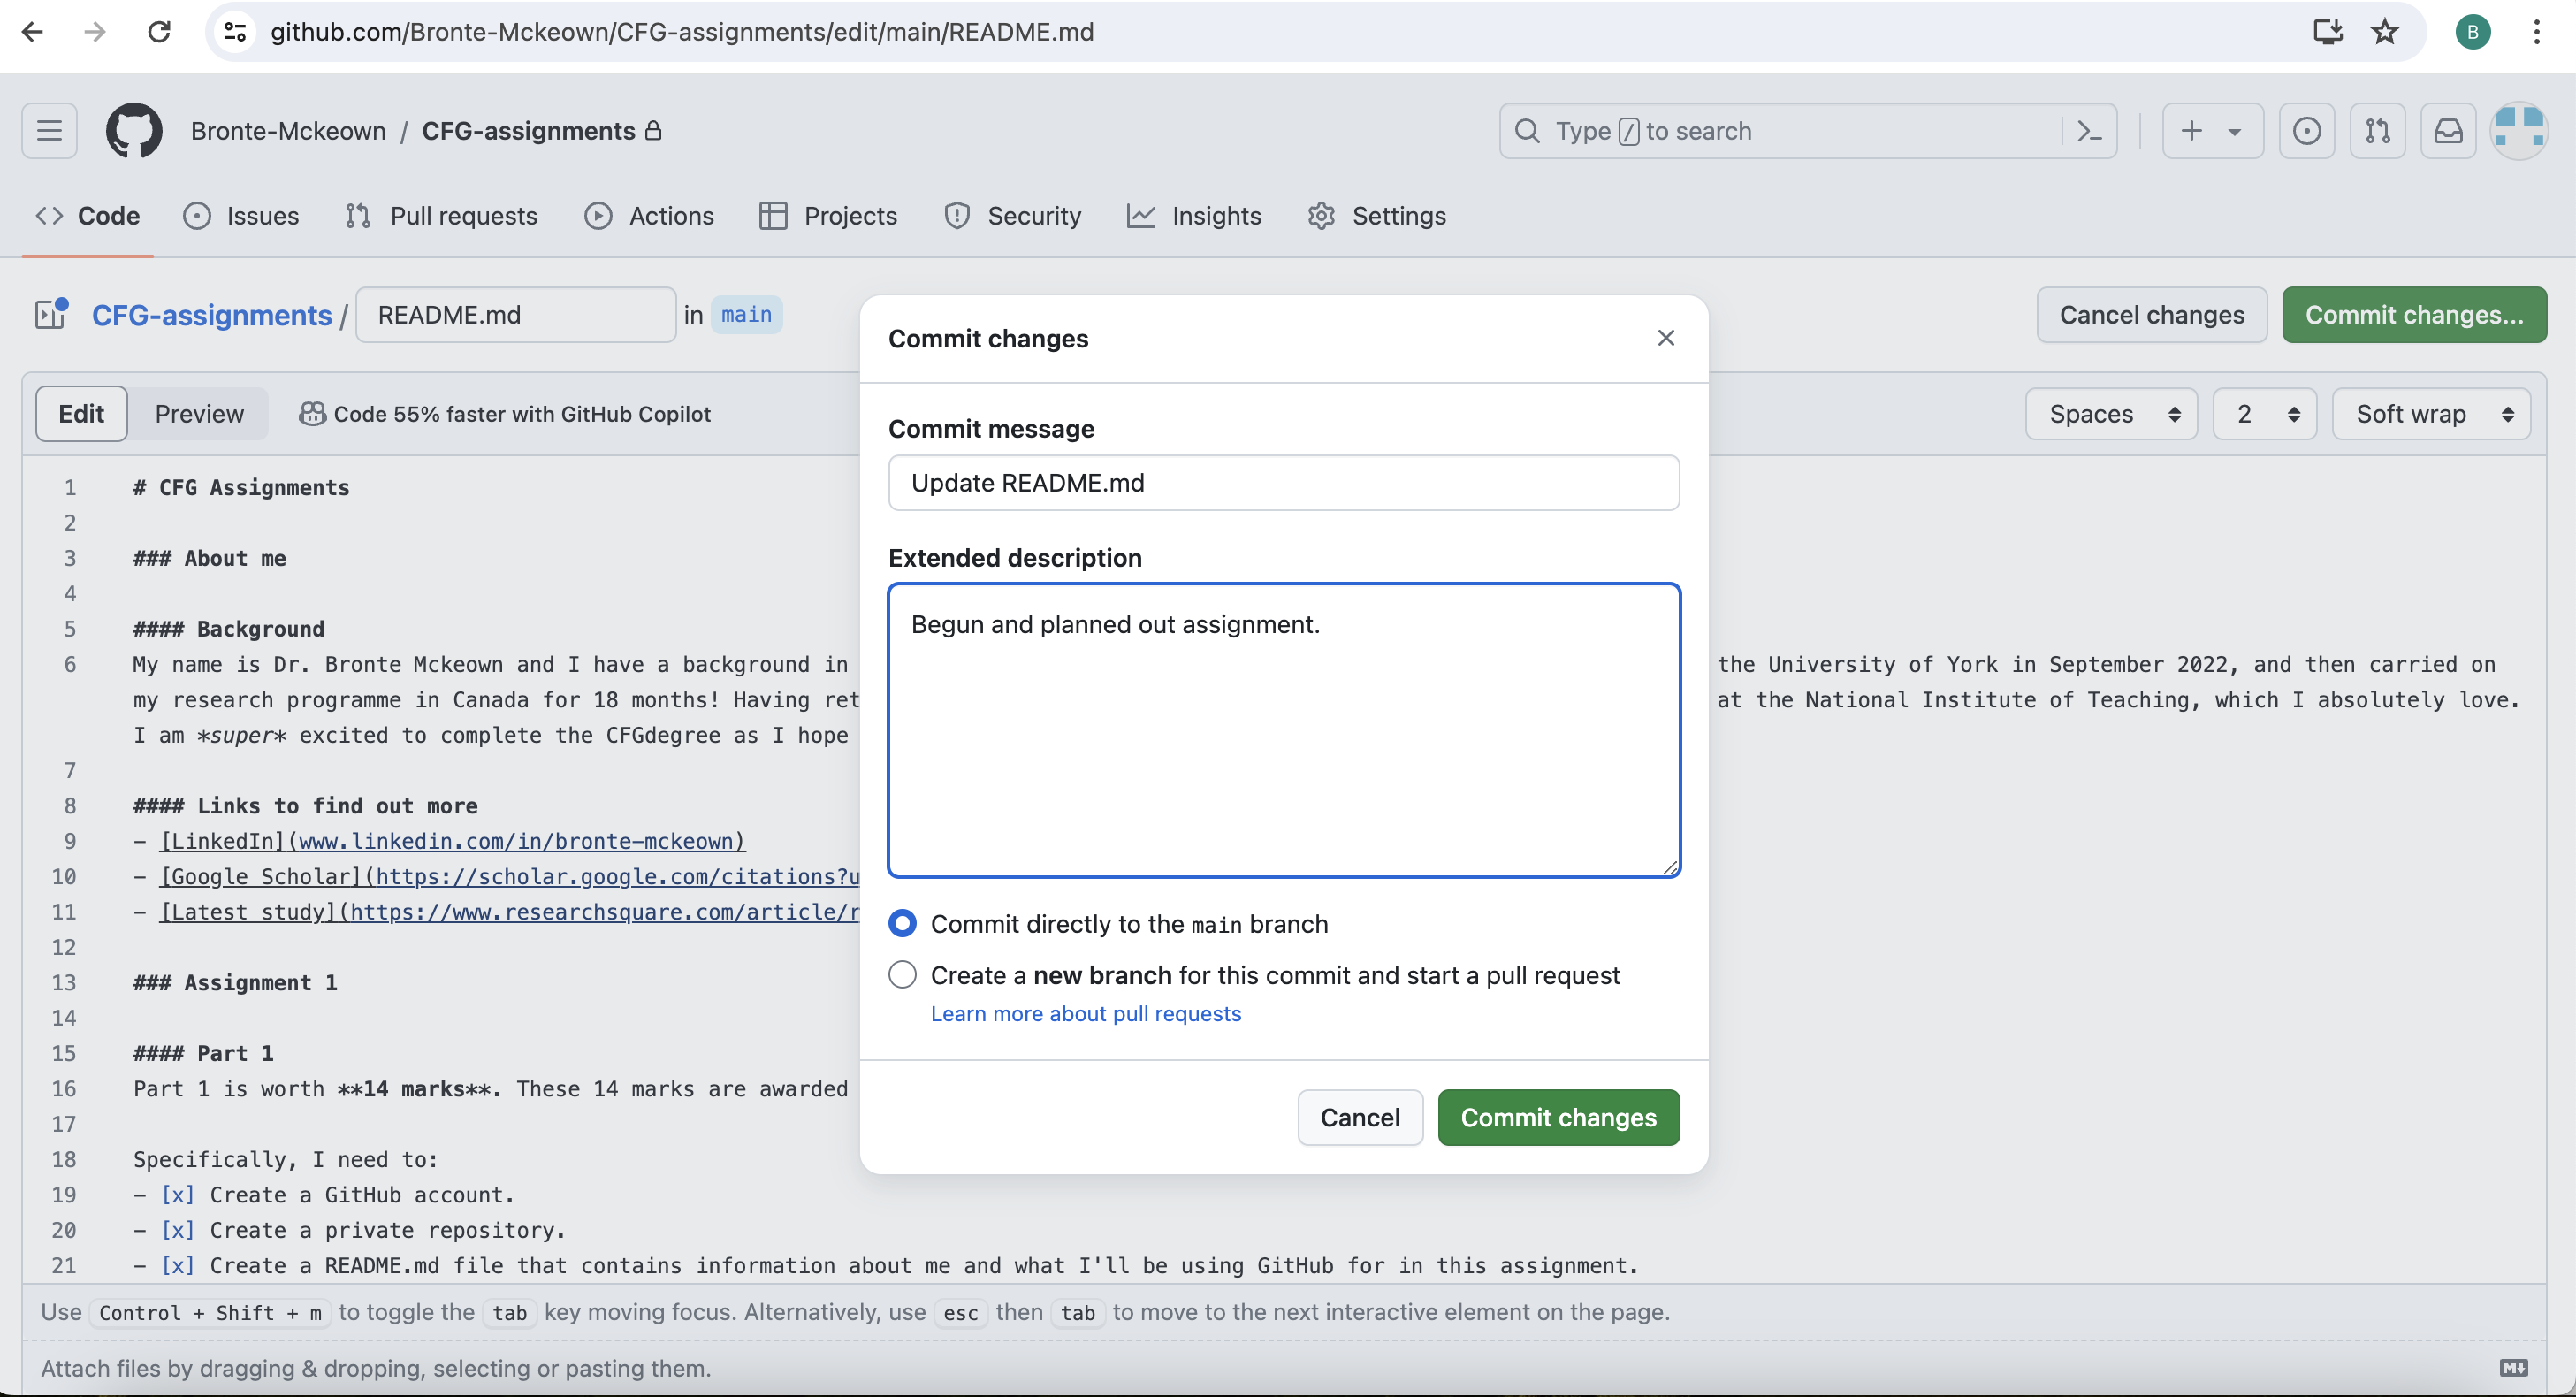 github.com/Bronte-Mckeown/CFG-assignments/edit/main/README.md
B
Bronte-Mckeown / CFG-assignments
Type / to search
Code
Issues
Pull requests
Actions
Projects
Security
Insights
Settings
CFG-assignments / README.md in main
Cancel changes
Commit changes...
Edit
Preview
Code 55% faster with GitHub Copilot
Spaces
2
Soft wrap
1 # CFG Assignments
2
3 ### About me
4
5 #### Background
6 My name is Dr. Bronte Mckeown and I have a background in the University of York in September 2022, and then carried on
my research programme in Canada for 18 months! Having ret at the National Institute of Teaching, which I absolutely love.
I am *super* excited to complete the CFGdegree as I hope
7
8 #### Links to find out more
9 - [LinkedIn](www.linkedin.com/in/bronte-mckeown)
10 - [Google Scholar](https://scholar.google.com/citations?u
11 - [Latest study](https://www.researchsquare.com/article/r
12
13 ### Assignment 1
14
15 #### Part 1
16 Part 1 is worth **14 marks**. These 14 marks are awarded
17
18 Specifically, I need to:
19 - [x] Create a GitHub account.
20 - [x] Create a private repository.
21 - [x] Create a README.md file that contains information about me and what I'll be using GitHub for in this assignment.
Commit changes
Commit message
Update README.md
Extended description
Begun and planned out assignment.
Commit directly to the main branch
Create a new branch for this commit and start a pull request
Learn more about pull requests
Cancel
Commit changes
Use Control + Shift + m to toggle the tab key moving focus. Alternatively, use esc then tab to move to the next interactive element on the page.
Attach files by dragging & dropping, selecting or pasting them.